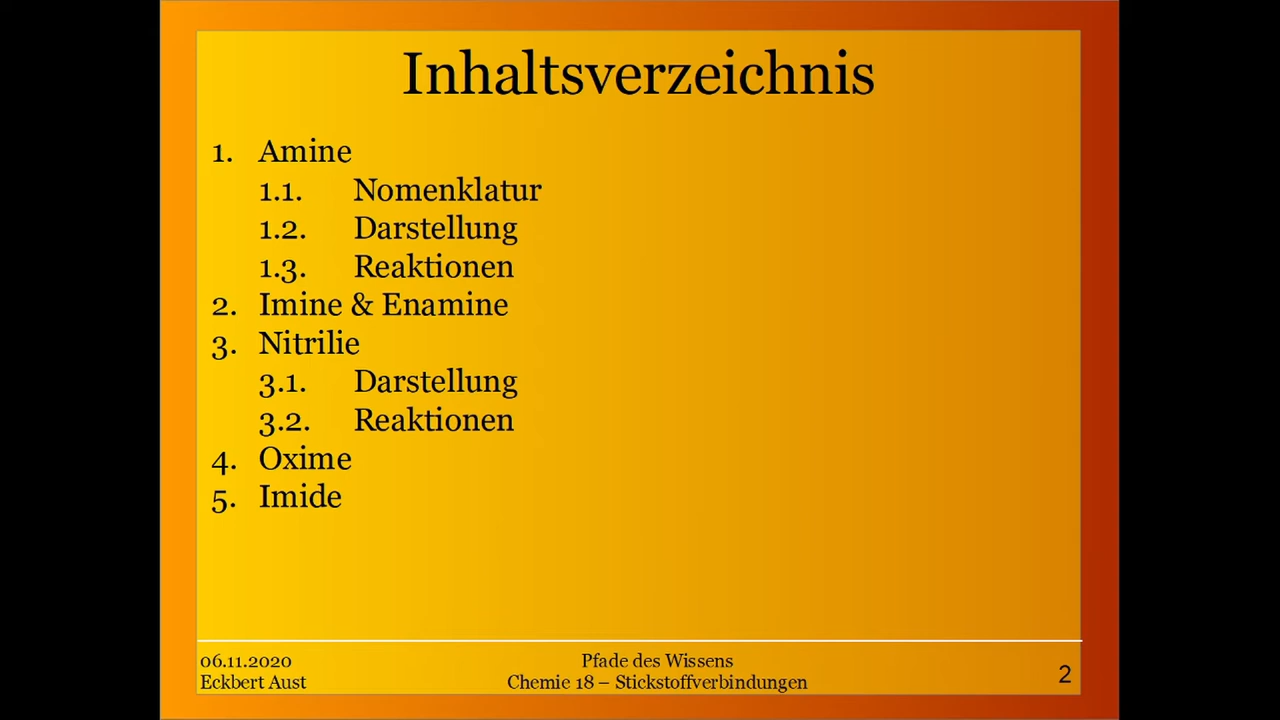 Inhaltsverzeichnis
1. Amine
1.1. Nomenklatur
1.2. Darstellung
1.3. Reaktionen
2. Imine & Enamine
3. Nitrilie
3.1. Darstellung
3.2. Reaktionen
4. Oxime
5. Imide
06.11.2020
Eckbert Aust
Pfade des Wissens
Chemie 18 – Stickstoffverbindungen
2